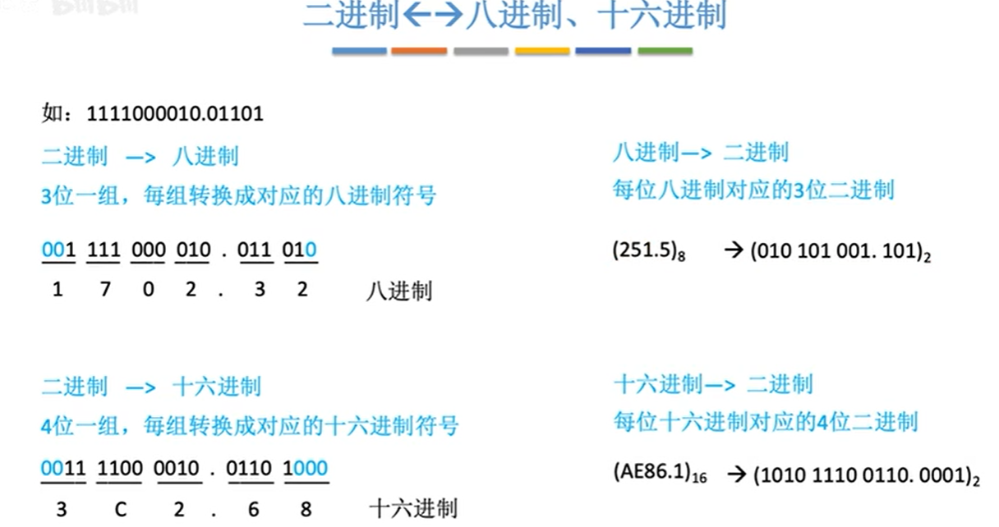 二进制←→八进制、十六进制
如：1111000010.01101
二进制 —> 八进制
3位一组，每组转换成对应的八进制符号
001 111 000 010 . 011 010
1 7 0 2 . 3 2 八进制
八进制—> 二进制
每位八进制对应的3位二进制
(251.5)₈ → (010 101 001. 101)₂
二进制 —> 十六进制
4位一组，每组转换成对应的十六进制符号
0011 1100 0010 . 0110 1000
3 C 2 . 6 8 十六进制
十六进制—> 二进制
每位十六进制对应的4位二进制
(AE86.1)₁₆ → (1010 1110 0110. 0001)₂